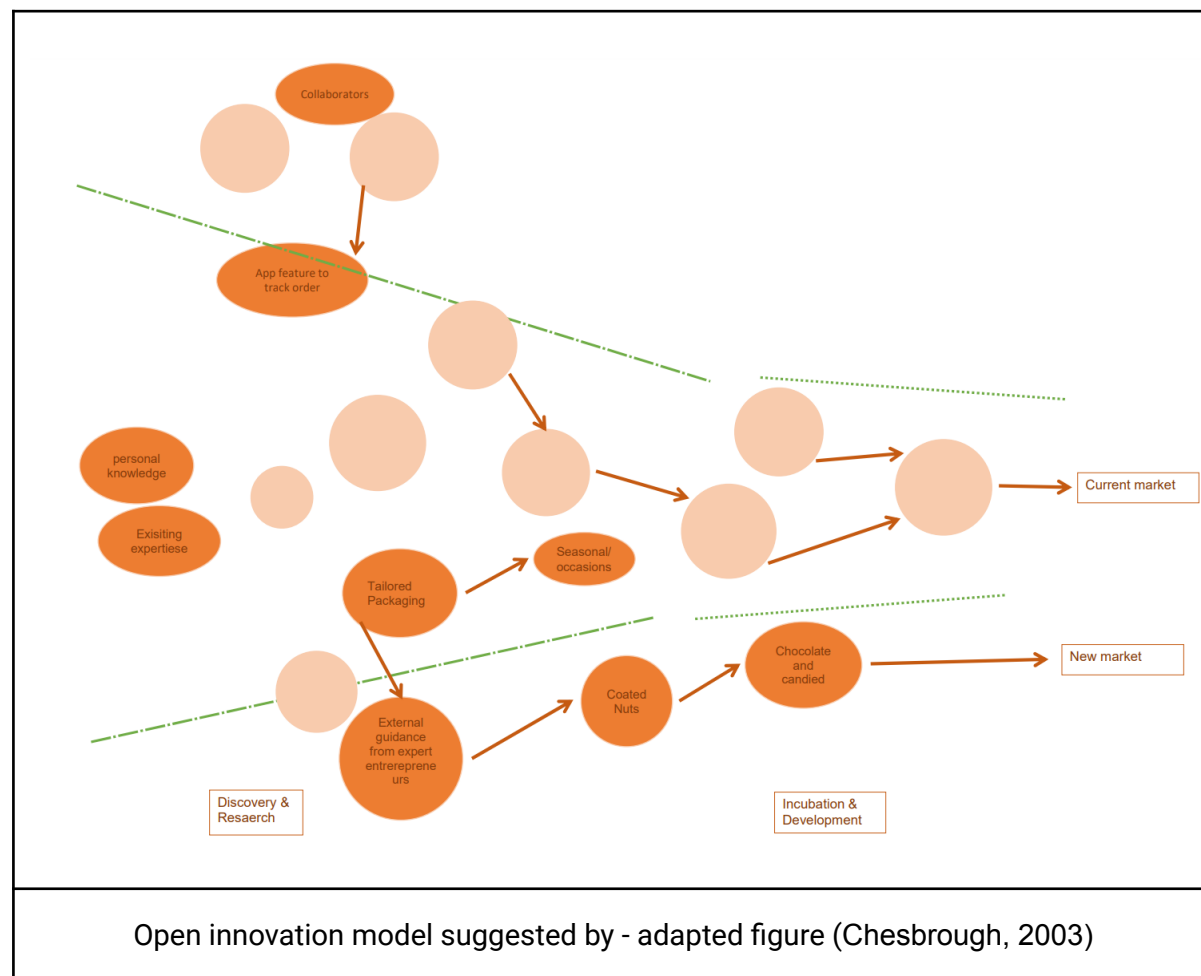 Collaborators
App feature to
track order
personal
knowledge
Exisiting
expertiese
Tailored
Packaging
Seasonal/
occasions
Current market
New market
Chocolate
and
candied
Coated
Nuts
External
guidance
from expert
entrereprene
urs
Discovery &
Resaerch
Incubation &
Development
Open innovation model suggested by - adapted figure (Chesbrough, 2003)